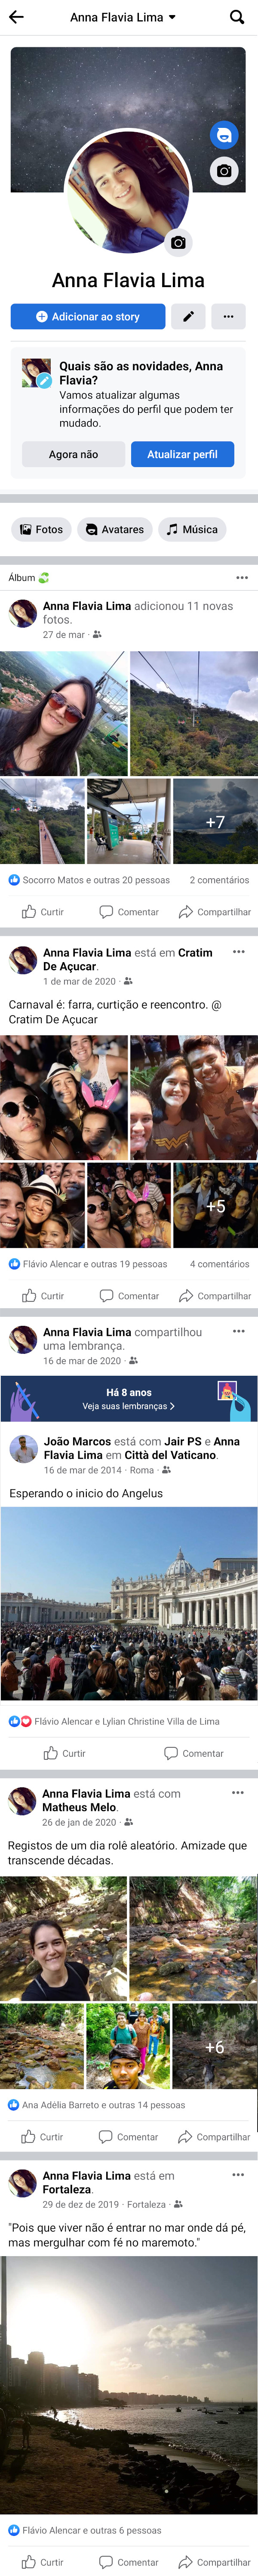 Anna Flavia Lima
Anna Flavia Lima
Adicionar ao story
Quais são as novidades, Anna
Flavia?
Vamos atualizar algumas
informações do perfil que podem ter
mudado.
Agora não
Atualizar perfil
Fotos
Avatares
Música
Álbum
Anna Flavia Lima adicionou 11 novas
fotos.
27 de mar ·
+7
Socorro Matos e outras 20 pessoas
2 comentários
Curtir
Comentar
Compartilhar
Anna Flavia Lima está em Cratim
De Açucar.
1 de mar de 2020 ·
Carnaval é: farra, curtição e reencontro. @
Cratim De Açucar
+5
Flávio Alencar e outras 19 pessoas
4 comentários
Curtir
Comentar
Compartilhar
Anna Flavia Lima compartilhou
uma lembrança.
16 de mar de 2020 ·
Há 8 anos
Veja suas lembranças
João Marcos está com Jair PS e Anna
Flavia Lima em Città del Vaticano.
16 de mar de 2014 · Roma ·
Esperando o inicio do Angelus
Flávio Alencar e Lylian Christine Villa de Lima
Curtir
Comentar
Anna Flavia Lima está com
Matheus Melo.
26 de jan de 2020 ·
Registos de um dia rolê aleatório. Amizade que
transcende décadas.
+6
Ana Adélia Barreto e outras 14 pessoas
Curtir
Comentar
Compartilhar
Anna Flavia Lima está em
Fortaleza.
29 de dez de 2019 · Fortaleza ·
"Pois que viver não é entrar no mar onde dá pé,
mas mergulhar com fé no maremoto."
Flávio Alencar e outras 6 pessoas
Curtir
Comentar
Compartilhar